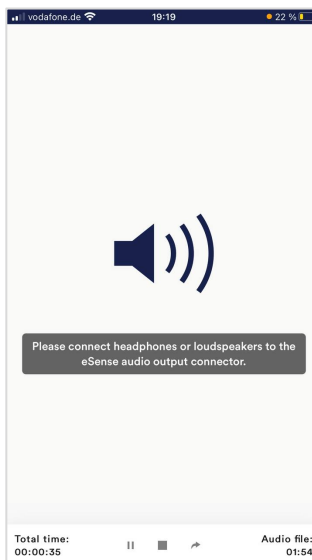 vodafone.de 19:19 22 %
Please connect headphones or loudspeakers to the
eSense audio output connector.
Total time: Audio file:
00:00:35 01:54